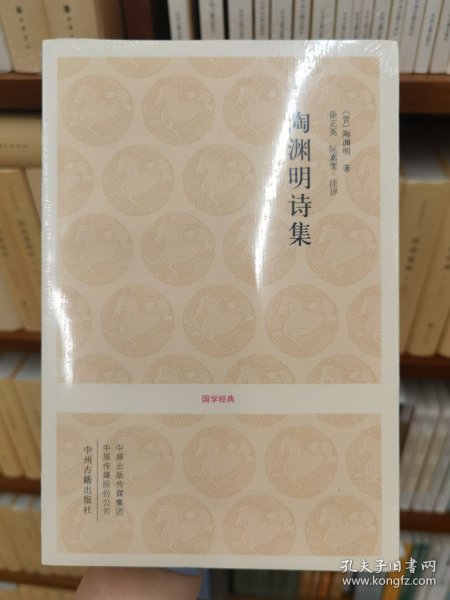 陶渊明诗集
［晋］陶渊明 著
徐正英 阮素雯 注评
国学经典
中原出版传媒集团
中原传媒股份公司
中州古籍出版社
孔夫子旧书网
www.kongfz.com